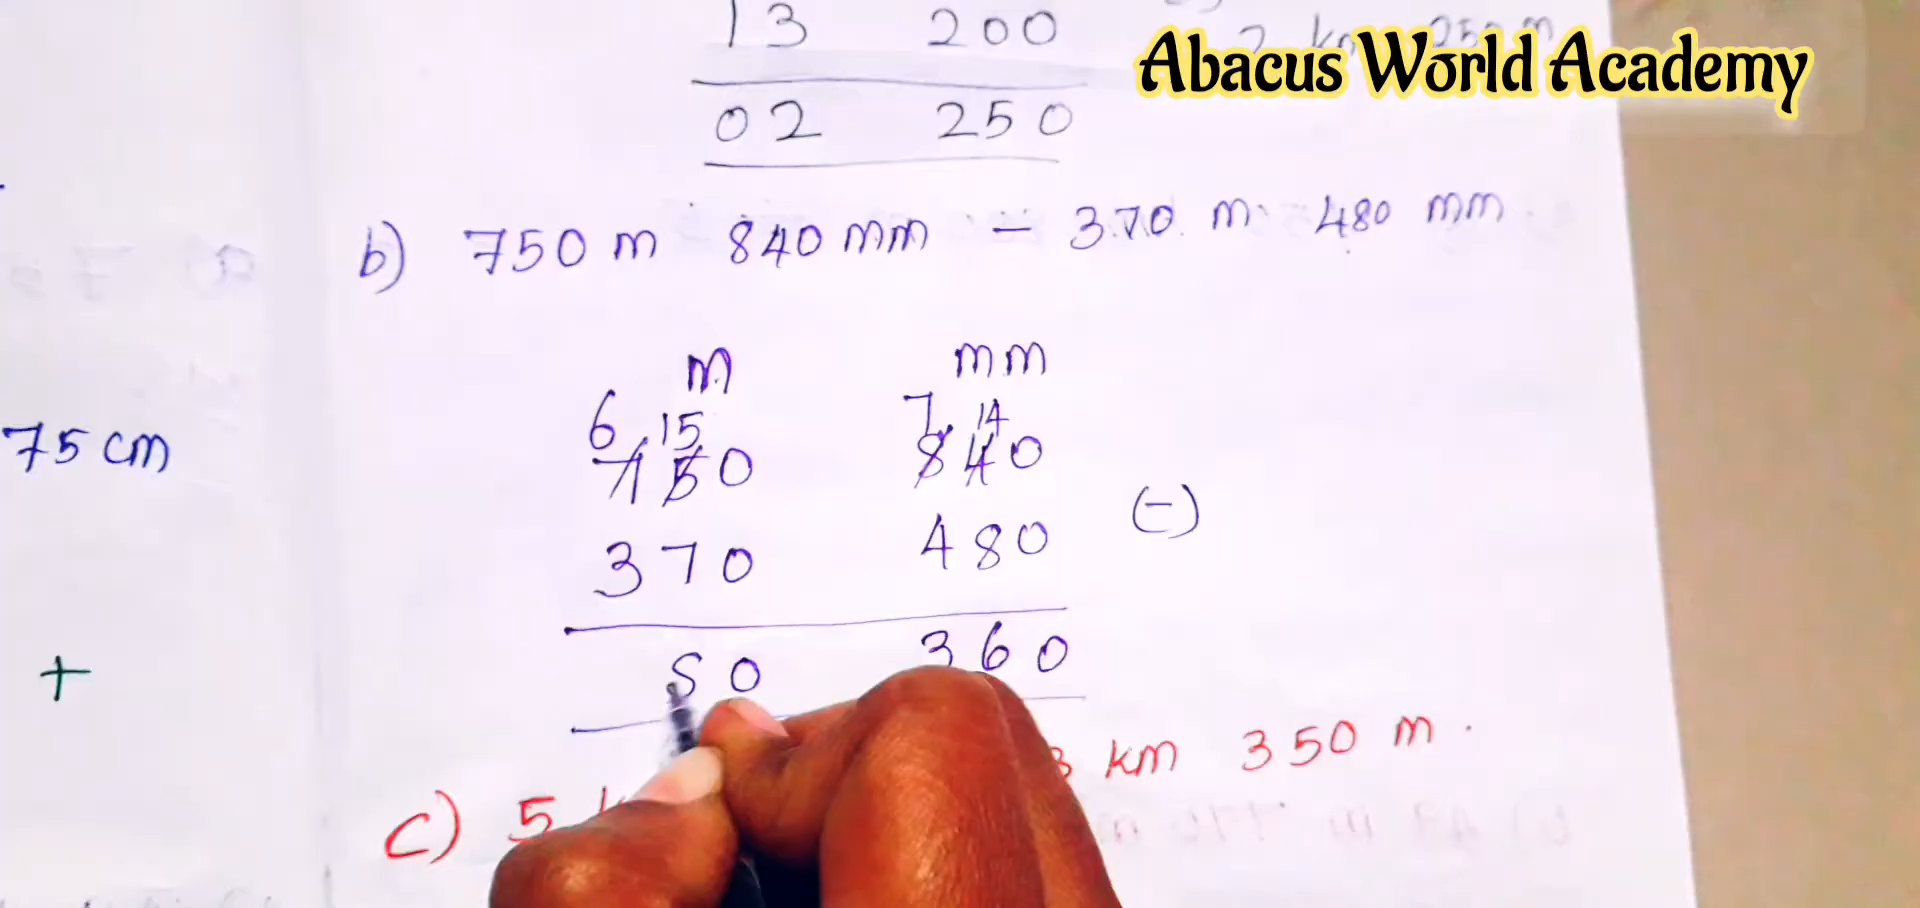 13 200
Abacus World Academy
02 250
b) 750 m 840 mm - 370 m 480 mm
m mm
6 15 7 14
750 840
370 480 (-)
80 360
75 cm
+
c) 5 km 350 m.